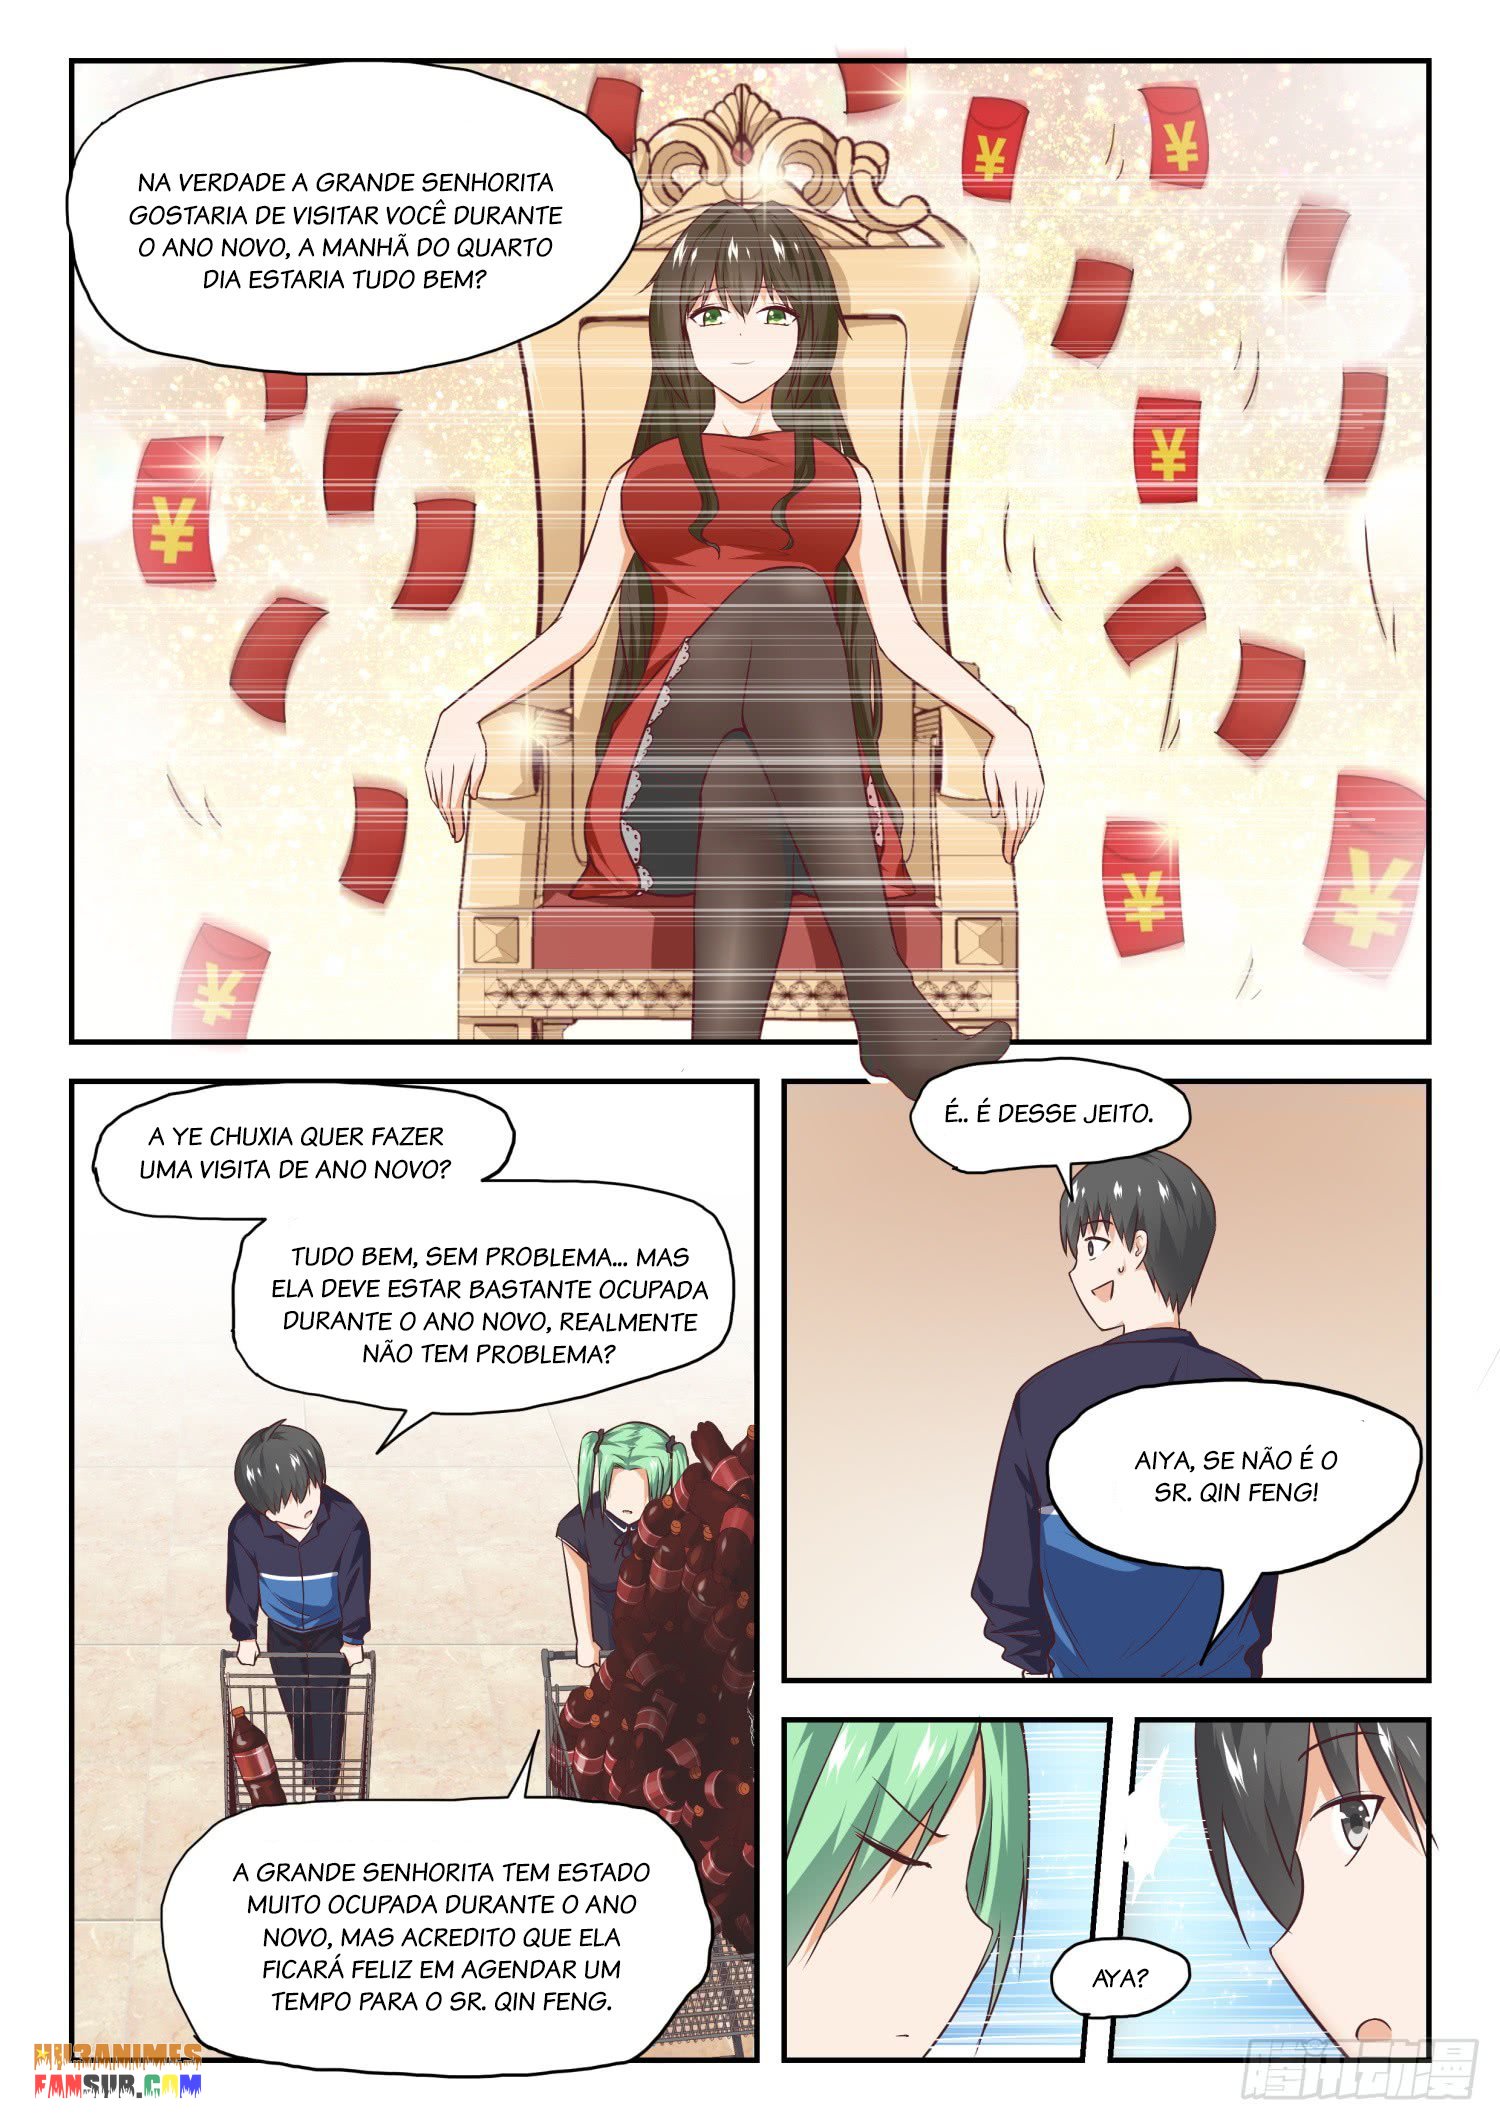 NA VERDADE A GRANDE SENHORITA
GOSTARIA DE VISITAR VOCÊ DURANTE
O ANO NOVO, A MANHÃ DO QUARTO
DIA ESTARIA TUDO BEM?
¥
¥
¥
¥
¥
¥
¥
A YE CHUXIA QUER FAZER
UMA VISITA DE ANO NOVO?
TUDO BEM, SEM PROBLEMA... MAS
ELA DEVE ESTAR BASTANTE OCUPADA
DURANTE O ANO NOVO, REALMENTE
NÃO TEM PROBLEMA?
A GRANDE SENHORITA TEM ESTADO
MUITO OCUPADA DURANTE O ANO
NOVO, MAS ACREDITO QUE ELA
FICARÁ FELIZ EM AGENDAR UM
TEMPO PARA O SR. QIN FENG.
É.. É DESSE JEITO.
AIYA, SE NÃO É O
SR. QIN FENG!
AYA?
FANSUB.COM
腾讯动漫